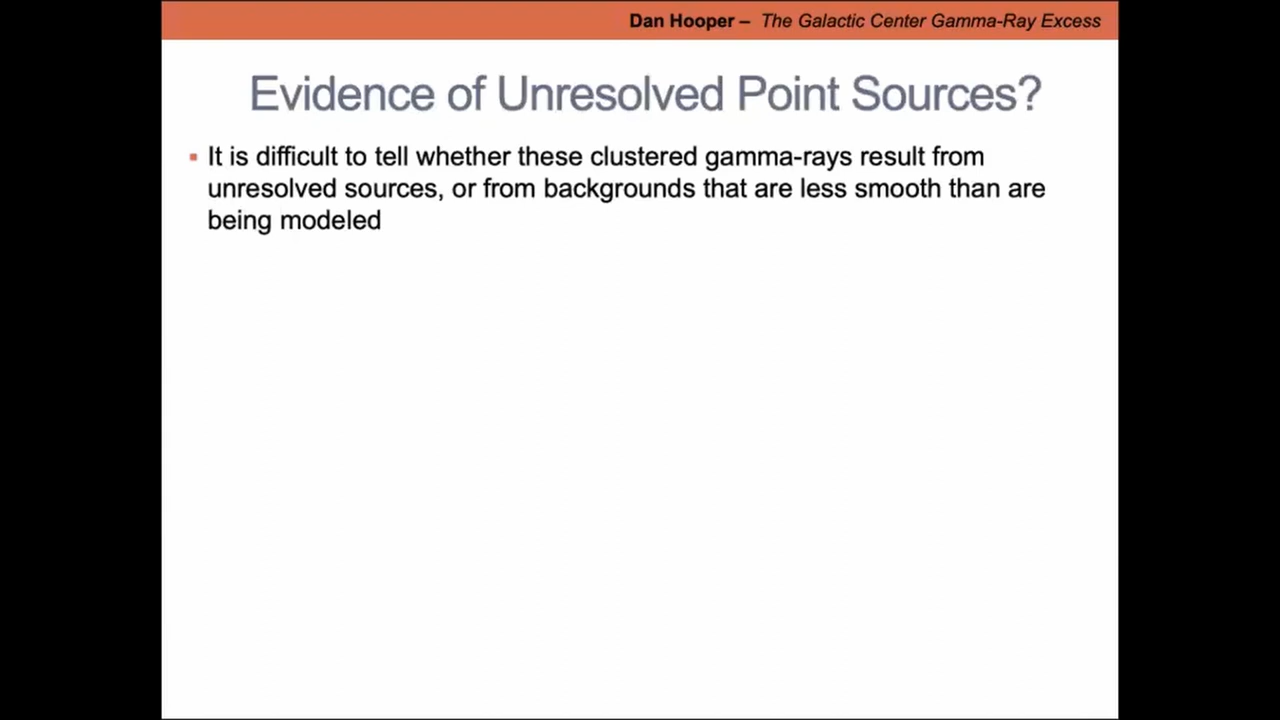 Dan Hooper – The Galactic Center Gamma-Ray Excess
Evidence of Unresolved Point Sources?
▪ It is difficult to tell whether these clustered gamma-rays result from
unresolved sources, or from backgrounds that are less smooth than are
being modeled